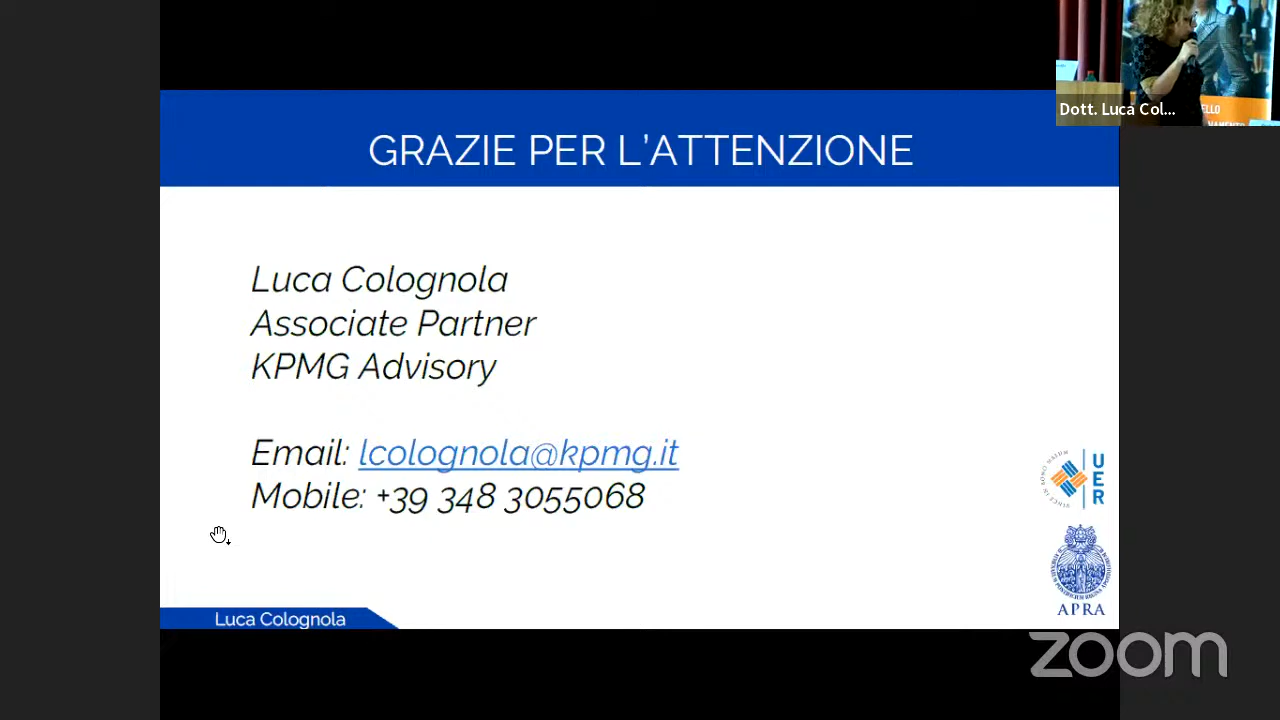 Dott. Luca Col...
GRAZIE PER L'ATTENZIONE
Luca Colognola
Associate Partner
KPMG Advisory
Email: lcolognola@kpmg.it
Mobile: +39 348 3055068
UER
APRA
Luca Colognola
zoom